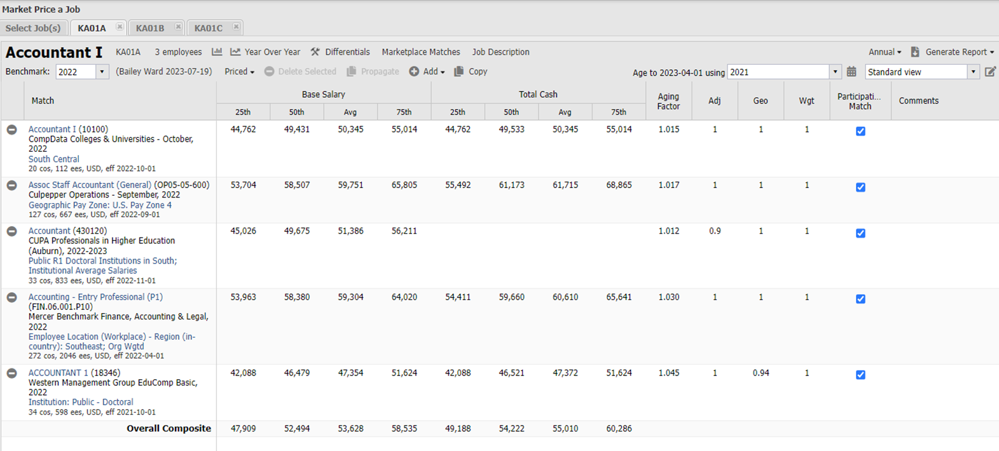 Market Price a Job
Select Job(s) KA01A KA01B KA01C
Accountant I KA01A 3 employees Year Over Year Differentials Marketplace Matches Job Description Annual Generate Report
Benchmark: 2022 (Bailey Ward 2023-07-19) Priced Delete Selected Propagate Add Copy Age to 2023-04-01 using 2021 Standard view
Match Base Salary Total Cash Aging Factor Adj Geo Wgt Participati... Match Comments
25th 50th Avg 75th 25th 50th Avg 75th
Accountant I (10100) 44,762 49,431 50,345 55,014 44,762 49,533 50,345 55,014 1.015 1 1 1
CompData Colleges & Universities - October,
2022
South Central
20 cos, 112 ees, USD, eff 2022-10-01
Assoc Staff Accountant (General) (OP05-05-600) 53,704 58,507 59,751 65,805 55,492 61,173 61,715 68,865 1.017 1 1 1
Culpepper Operations - September, 2022
Geographic Pay Zone: U.S. Pay Zone 4
127 cos, 667 ees, USD, eff 2022-09-01
Accountant (430120) 45,026 49,675 51,386 56,211 1.012 0.9 1 1
CUPA Professionals in Higher Education
(Auburn), 2022-2023
Public R1 Doctoral Institutions in South;
Institutional Average Salaries
33 cos, 833 ees, USD, eff 2022-11-01
Accounting - Entry Professional (P1) 53,963 58,380 59,304 64,020 54,411 59,660 60,610 65,641 1.030 1 1 1
(FIN.06.001.P10)
Mercer Benchmark Finance, Accounting & Legal,
2022
Employee Location (Workplace) - Region (in-
country): Southeast; Org Wgtd
272 cos, 2046 ees, USD, eff 2022-04-01
ACCOUNTANT 1 (18346) 42,088 46,479 47,354 51,624 42,088 46,521 47,372 51,624 1.045 1 0.94 1
Western Management Group EduComp Basic,
2022
Institution: Public - Doctoral
34 cos, 598 ees, USD, eff 2021-10-01
Overall Composite 47,909 52,494 53,628 58,535 49,188 54,222 55,010 60,286